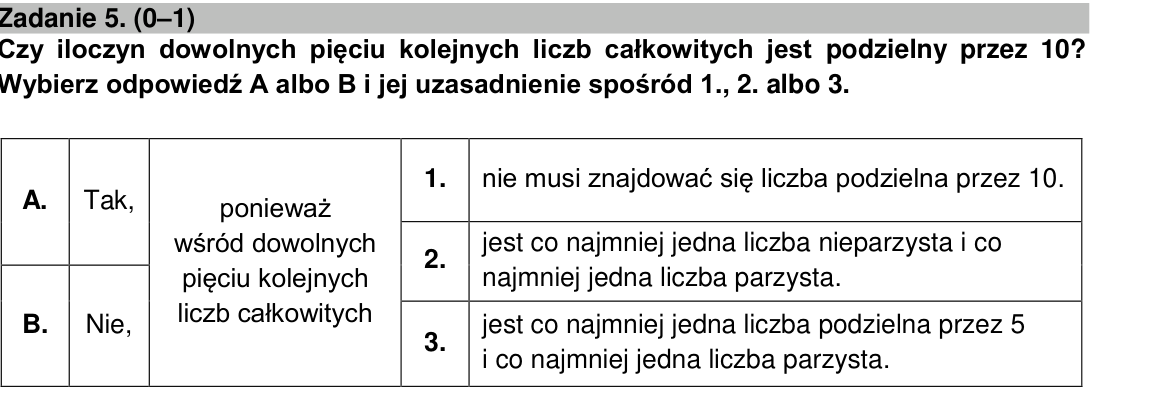 Zadanie 5. (0–1)
Czy iloczyn dowolnych pięciu kolejnych liczb całkowitych jest podzielny przez 10?
Wybierz odpowiedź A albo B i jej uzasadnienie spośród 1., 2. albo 3.
A.
Tak,
B.
Nie,
ponieważ
wśród dowolnych
pięciu kolejnych
liczb całkowitych
1.
nie musi znajdować się liczba podzielna przez 10.
2.
jest co najmniej jedna liczba nieparzysta i co
najmniej jedna liczba parzysta.
3.
jest co najmniej jedna liczba podzielna przez 5
i co najmniej jedna liczba parzysta.